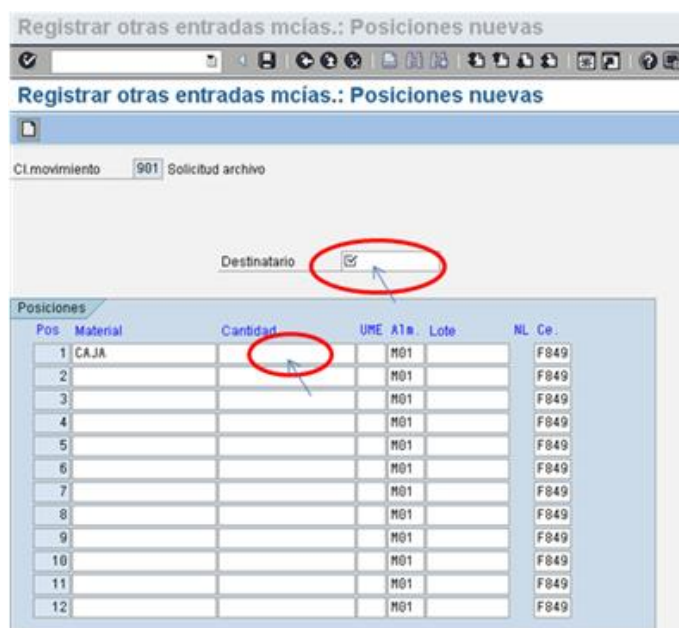 Registrar otras entradas mcías.: Posiciones nuevas
Registrar otras entradas mcías.: Posiciones nuevas
Cl.movimiento 901 Solicitud archivo
Destinatario
Posiciones
Pos Material Cantidad UME Alm. Lote NL Ce.
1 CAJA M01 F849
2 M01 F849
3 M01 F849
4 M01 F849
5 M01 F849
6 M01 F849
7 M01 F849
8 M01 F849
9 M01 F849
10 M01 F849
11 M01 F849
12 M01 F849